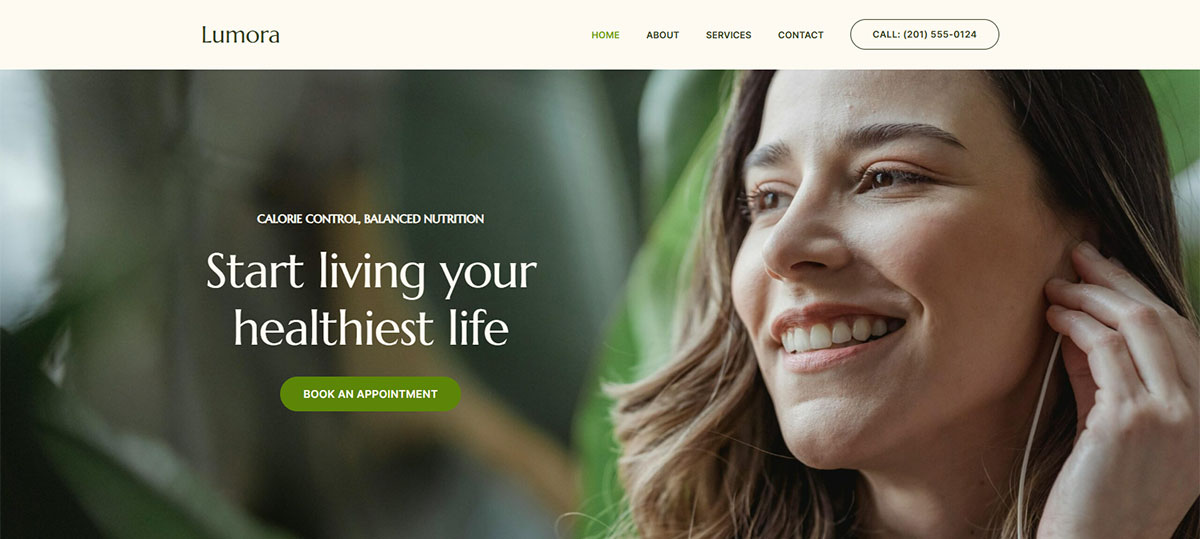 Lumora
HOME
ABOUT
SERVICES
CONTACT
CALL: (201) 555-0124
CALORIE CONTROL, BALANCED NUTRITION
Start living your
healthiest life
BOOK AN APPOINTMENT